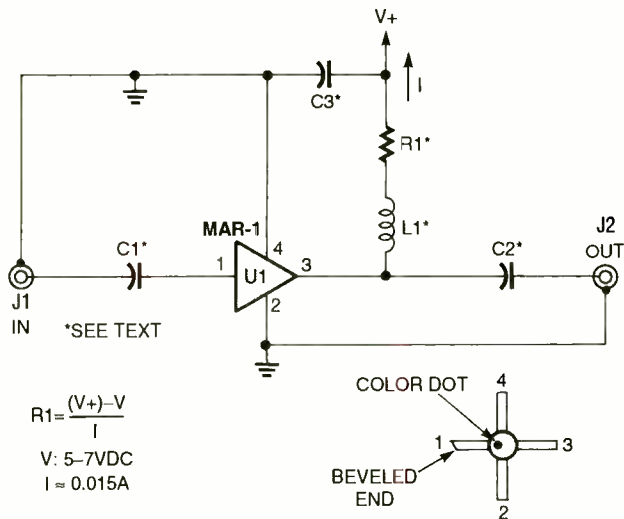 V+
C3*
I
R1*
L1*
MAR-1
C1*
1
U1
4
3
2
C2*
J2
OUT
J1
IN
*SEE TEXT
R1=(V+)–V
I
V: 5–7VDC
I ≈ 0.015A
COLOR DOT
4
1
3
BEVELED
END
2